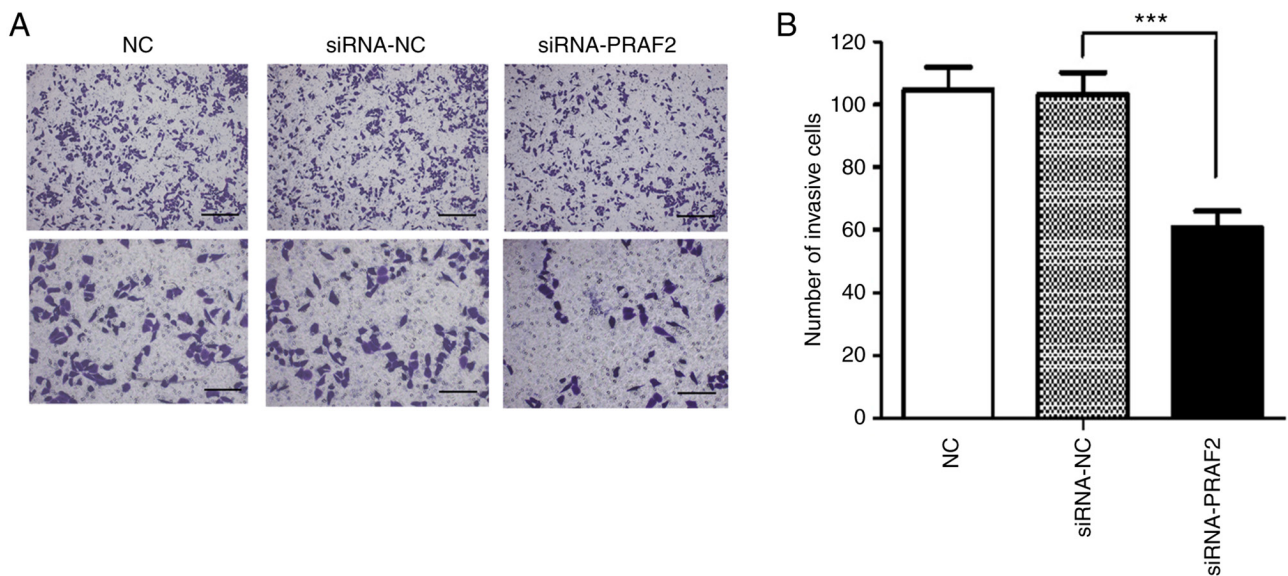 A
NC
siRNA-NC
siRNA-PRAF2
B
***
Number of invasive cells
120
100
80
60
40
20
0
NC
siRNA-NC
siRNA-PRAF2